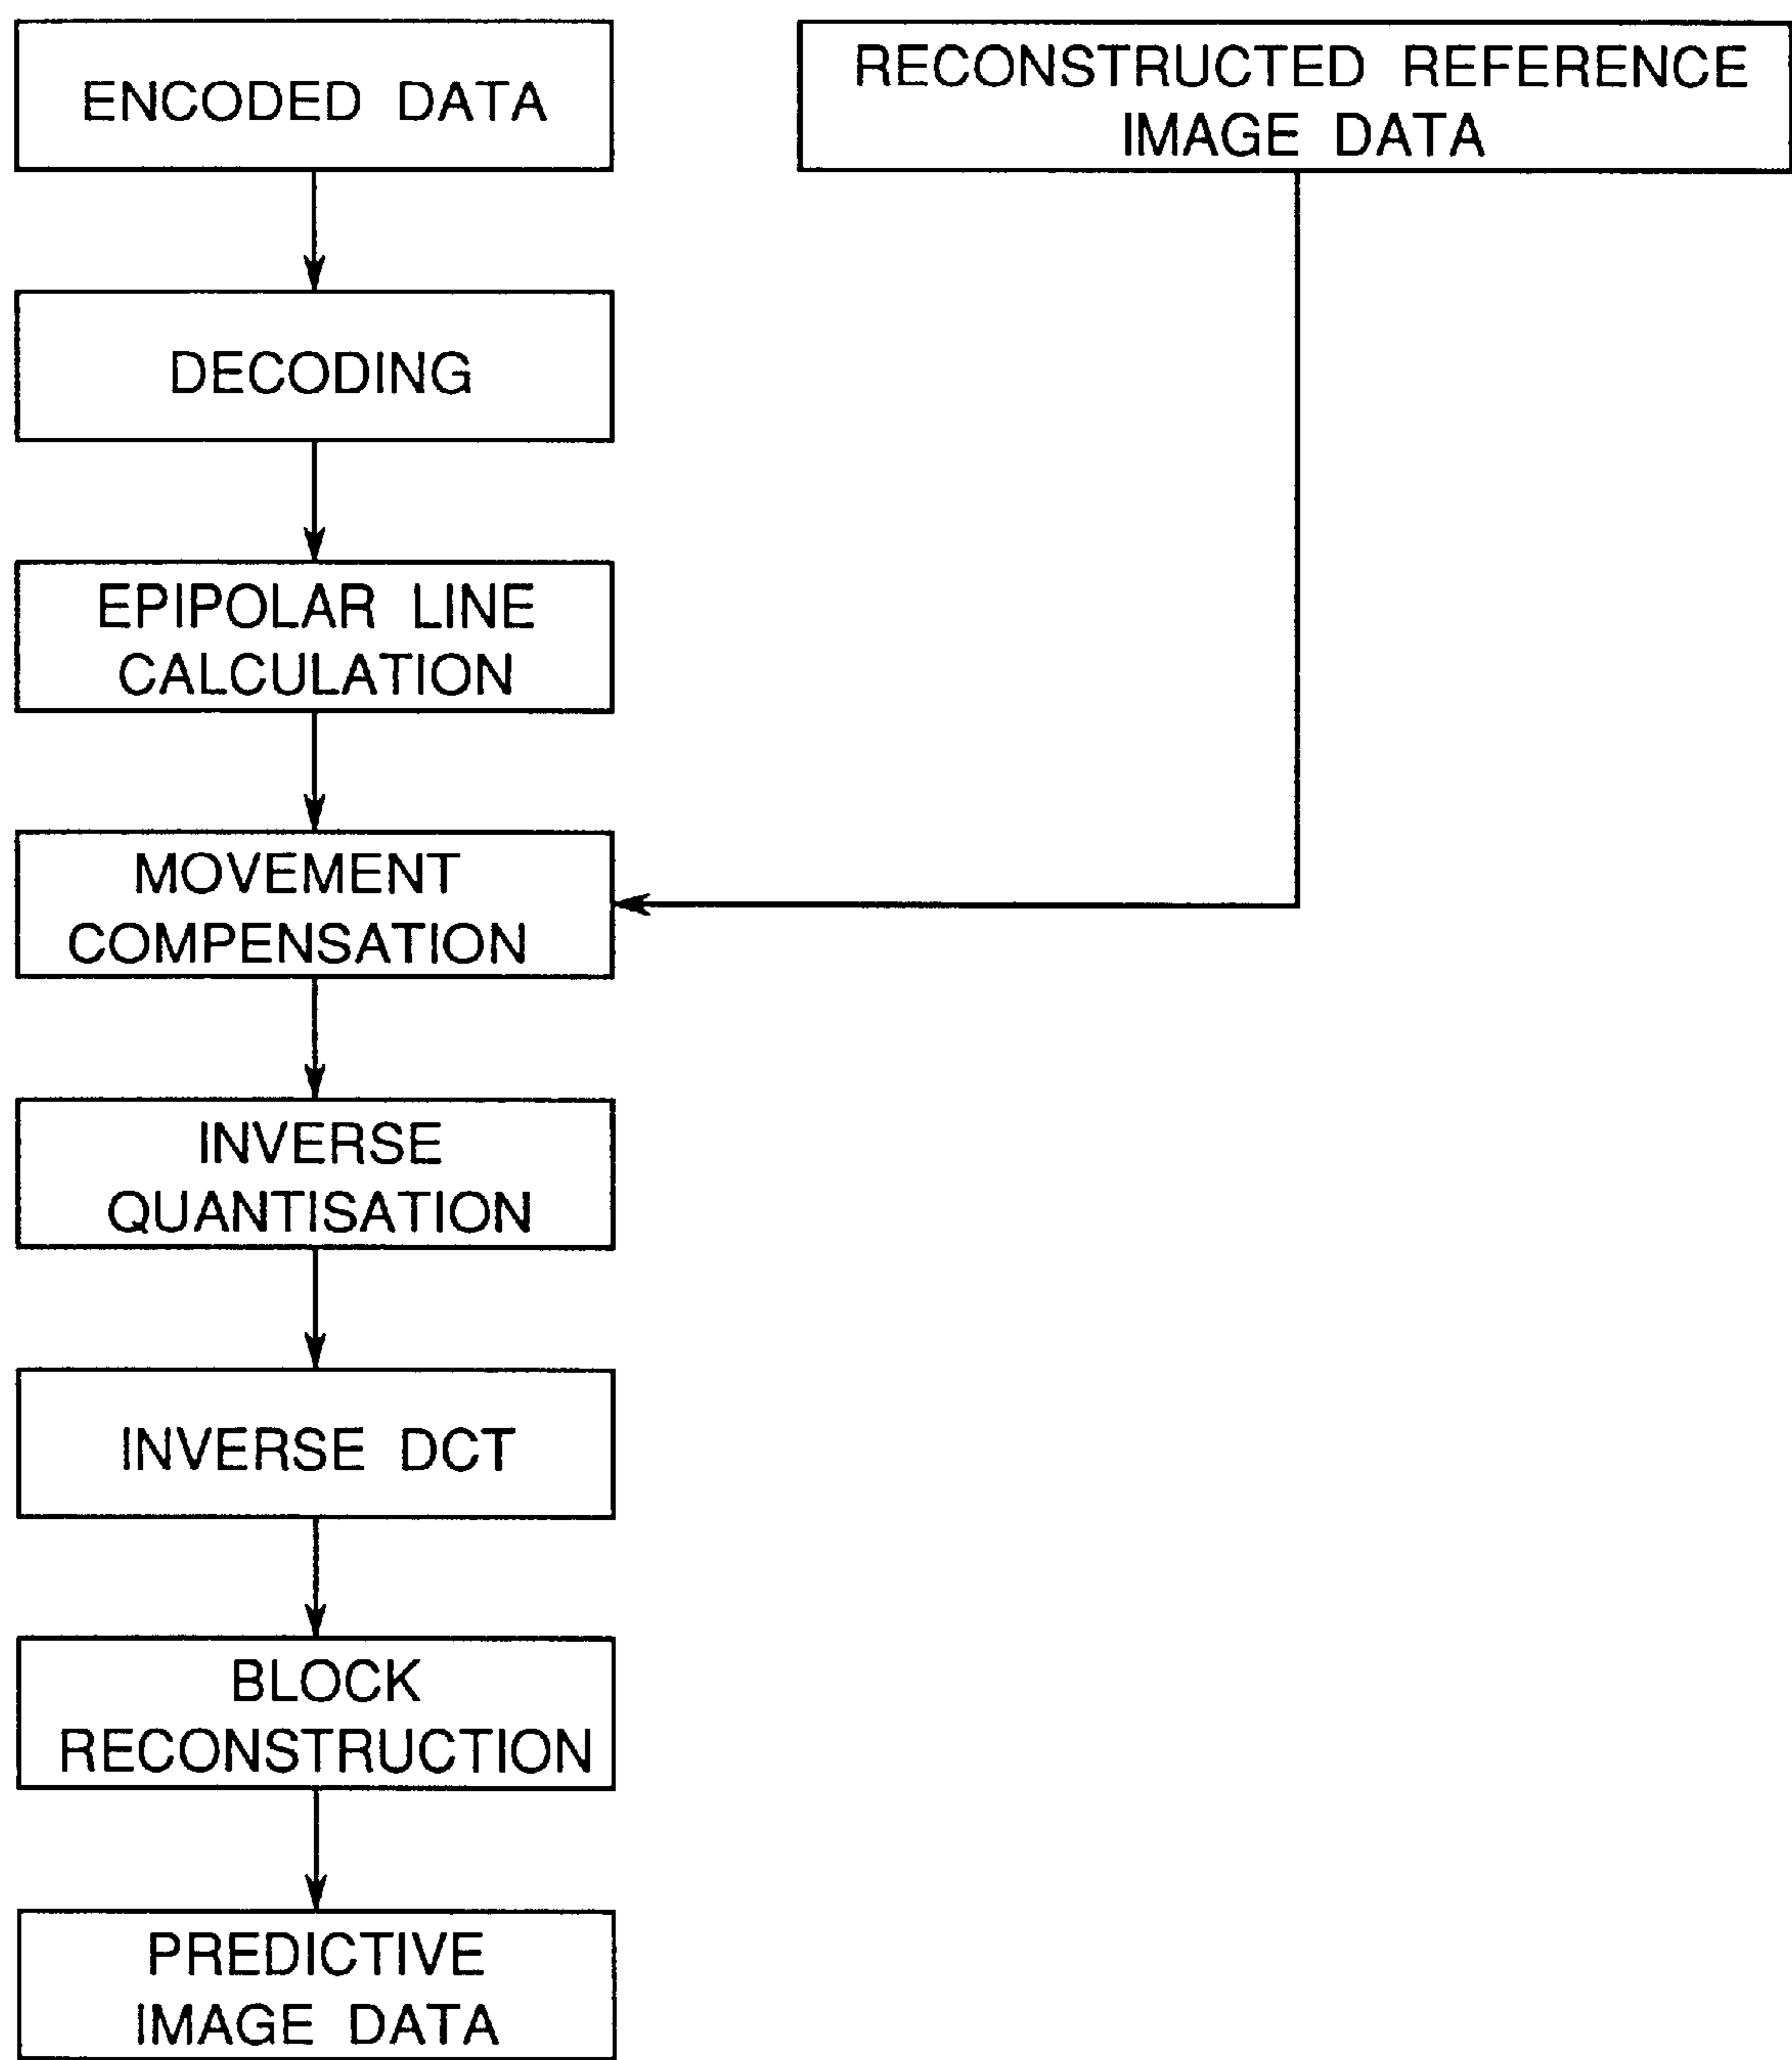 ENCODED DATA
RECONSTRUCTED REFERENCE
IMAGE DATA
DECODING
EPIPOLAR LINE
CALCULATION
MOVEMENT
COMPENSATION
INVERSE
QUANTISATION
INVERSE DCT
BLOCK
RECONSTRUCTION
PREDICTIVE
IMAGE DATA